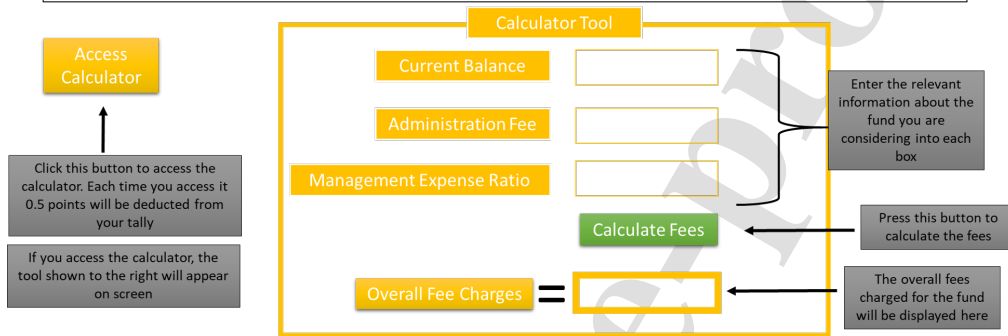 Calculator Tool
Access
Calculator
Current Balance
Administration Fee
Management Expense Ratio
Enter the relevant
information about the
fund you are
considering into each
box
Click this button to access the
calculator. Each time you access it
0.5 points will be deducted from
your tally
If you access the calculator, the
tool shown to the right will appear
on screen
Calculate Fees
Press this button to
calculate the fees
Overall Fee Charges =
The overall fees
charged for the fund
will be displayed here